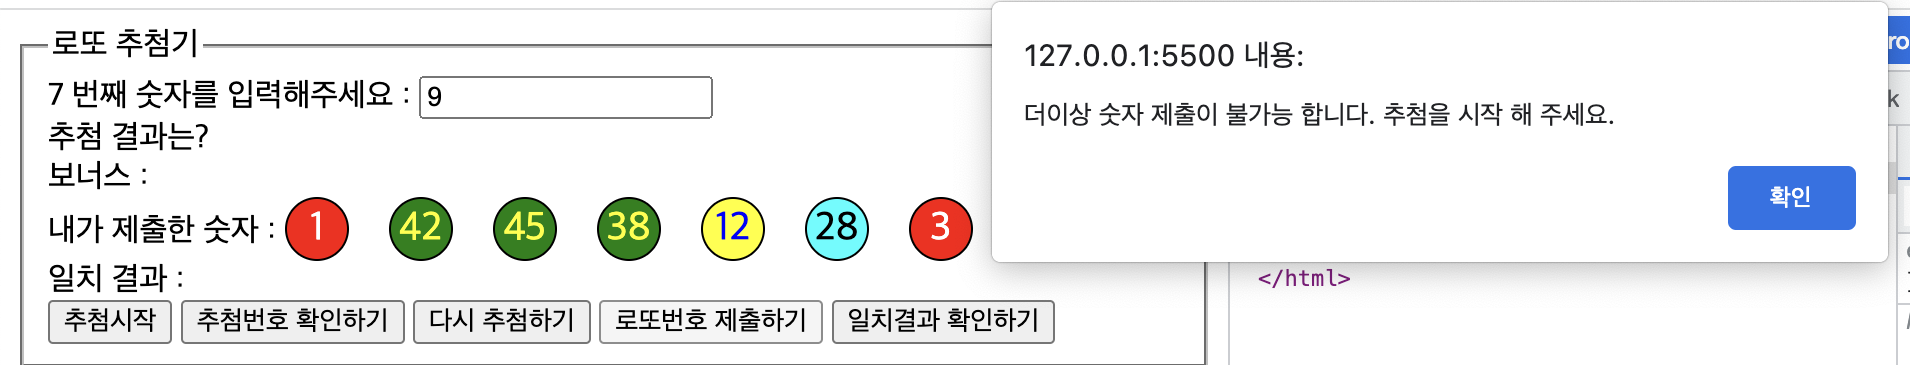 로또 추첨기
7 번째 숫자를 입력해주세요 : 9
추첨 결과는?
보너스 :
내가 제출한 숫자 : 1 42 45 38 12 28 3
일치 결과 :
추첨시작 추첨번호 확인하기 다시 추첨하기 로또번호 제출하기 일치결과 확인하기
127.0.0.1:5500 내용:
더이상 숫자 제출이 불가능 합니다. 추첨을 시작 해 주세요.
확인
</html>
ro
k